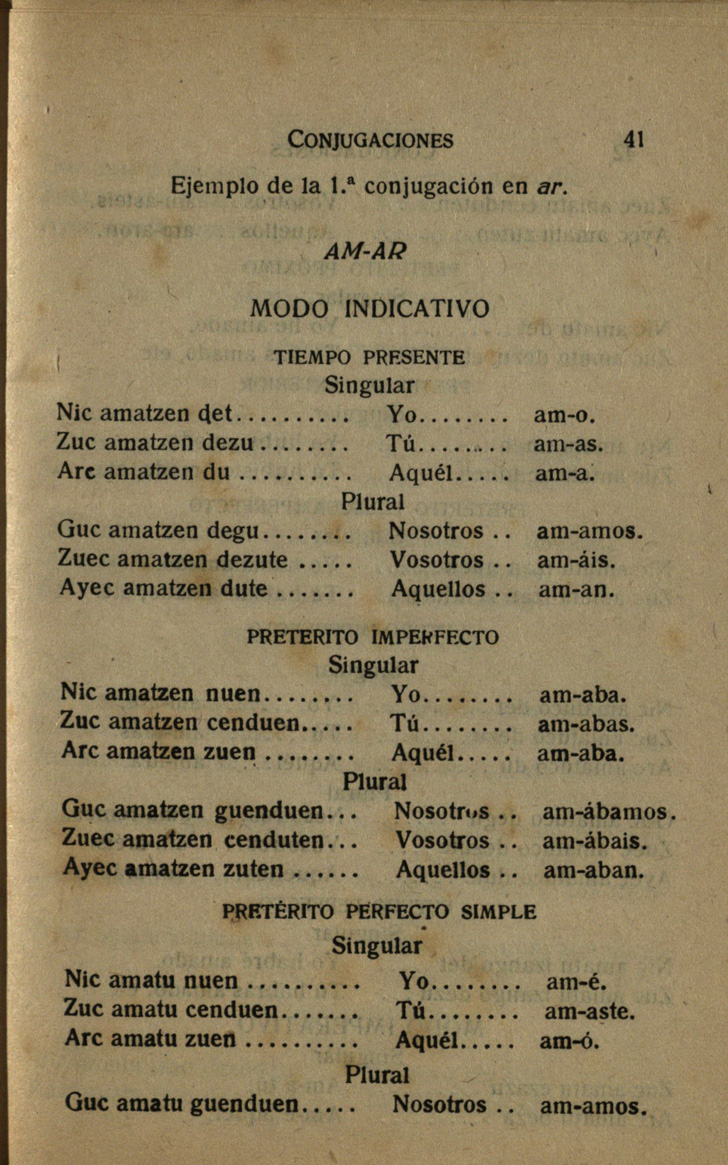 CONJUGACIONES 41
Ejemplo de la 1.ª conjugación en ar.
AM-AR
MODO INDICATIVO
TIEMPO PRESENTE
Singular
Nic amatzen det.......... Yo........ am-o.
Zuc amatzen dezu........ Tú........ am-as.
Arc amatzen du .......... Aquél..... am-a.
Plural
Guc amatzen degu........ Nosotros .. am-amos.
Zuec amatzen dezute ..... Vosotros .. am-áis.
Ayec amatzen dute ....... Aquellos .. am-an.
PRETERITO IMPERFECTO
Singular
Nic amatzen nuen........ Yo........ am-aba.
Zuc amatzen cenduen..... Tú........ am-abas.
Arc amatzen zuen ........ Aquél..... am-aba.
Plural
Guc amatzen guenduen... Nosotros .. am-ábamos.
Zuec amatzen cenduten... Vosotros .. am-ábais.
Ayec amatzen zuten ...... Aquellos .. am-aban.
PRETÉRITO PERFECTO SIMPLE
Singular
Nic amatu nuen .......... Yo........ am-é.
Zuc amatu cenduen....... Tú........ am-aste.
Arc amatu zuen .......... Aquél..... am-ó.
Plural
Guc amatu guenduen..... Nosotros .. am-amos.